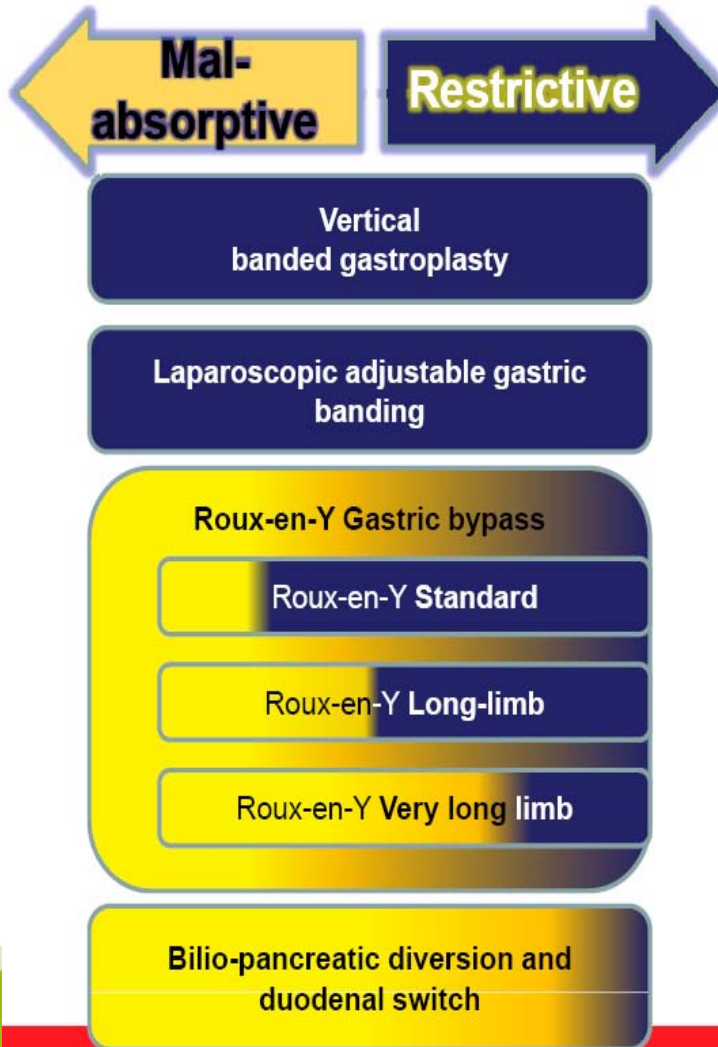 Mal-
absorptive
Restrictive
Vertical
banded gastroplasty
Laparoscopic adjustable gastric
banding
Roux-en-Y Gastric bypass
Roux-en-Y Standard
Roux-en-Y Long-limb
Roux-en-Y Very long limb
Bilio-pancreatic diversion and
duodenal switch